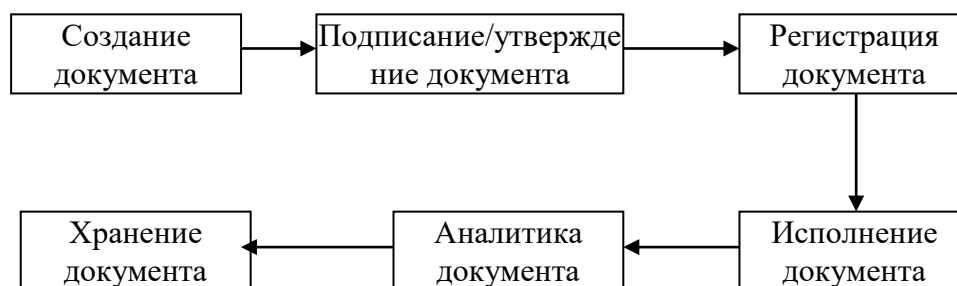 Создание
документа
Подписание/утвержде
ние документа
Регистрация
документа
Хранение
документа
Аналитика
документа
Исполнение
документа